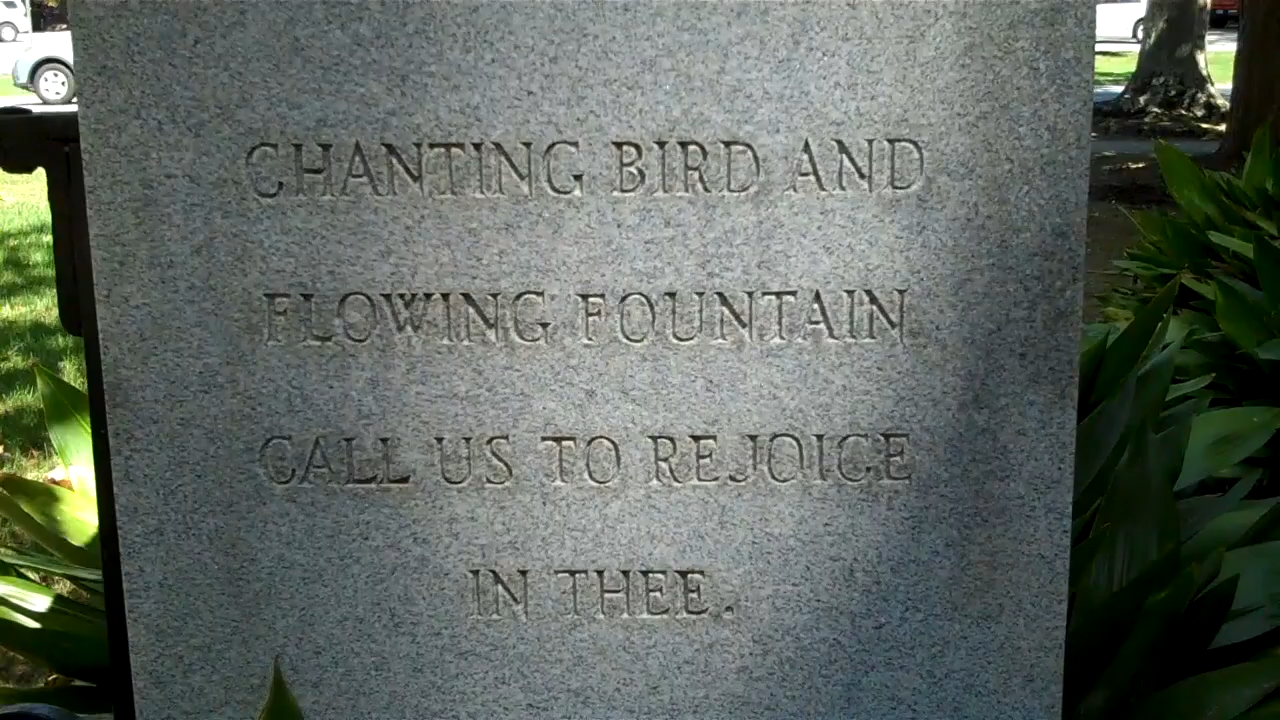 CHANTING BIRD AND
FLOWING FOUNTAIN
CALL US TO REJOICE
IN THEE.